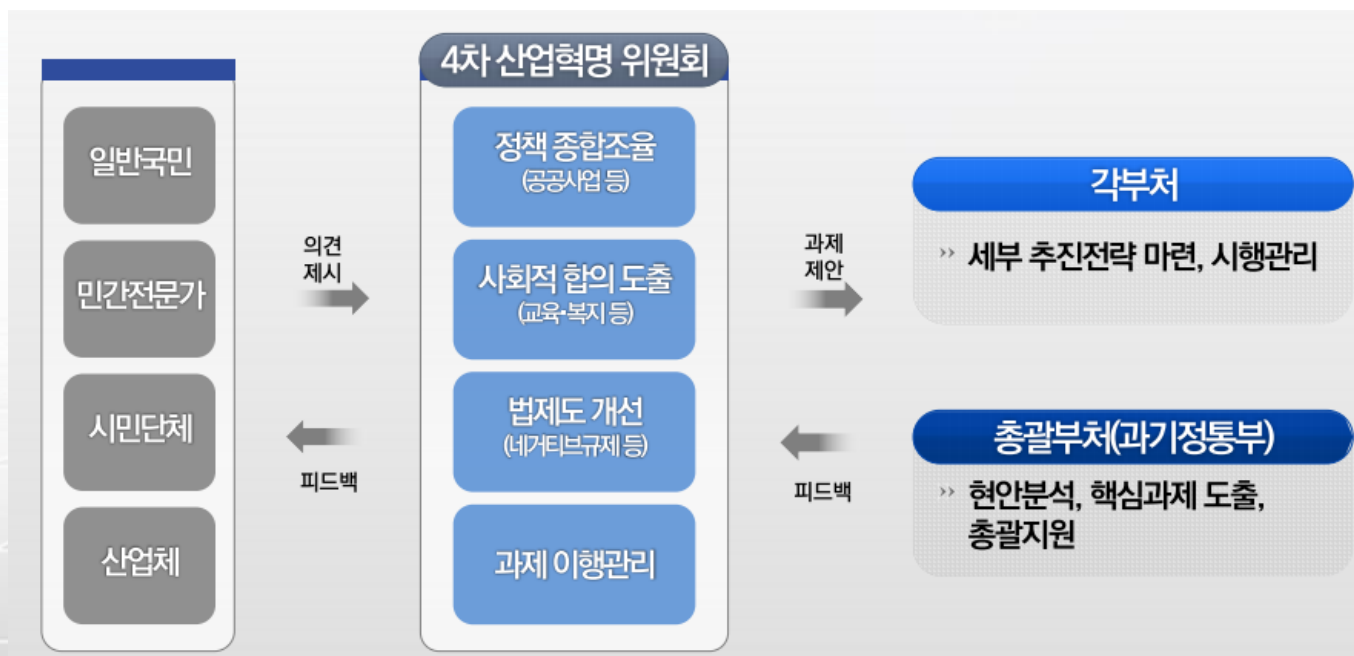 일반국민
민간전문가
시민단체
산업체
의견
제시
피드백
4차 산업혁명 위원회
정책 종합조율
(공공사업 등)
사회적 합의 도출
(교육·복지 등)
법제도 개선
(네거티브규제 등)
과제 이행관리
과제
제안
피드백
각부처
›› 세부 추진전략 마련, 시행관리
총괄부처(과기정통부)
›› 현안분석, 핵심과제 도출,
총괄지원